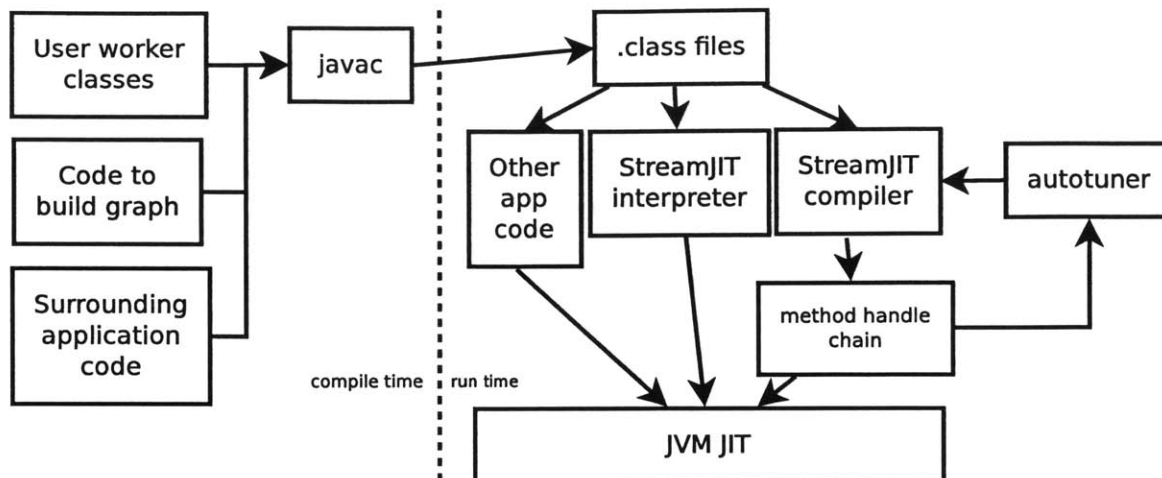 User worker
classes
javac
.class files
Code to
build graph
Other
app
code
StreamJIT
interpreter
StreamJIT
compiler
autotuner
Surrounding
application
code
method handle
chain
compile time
run time
JVM JIT